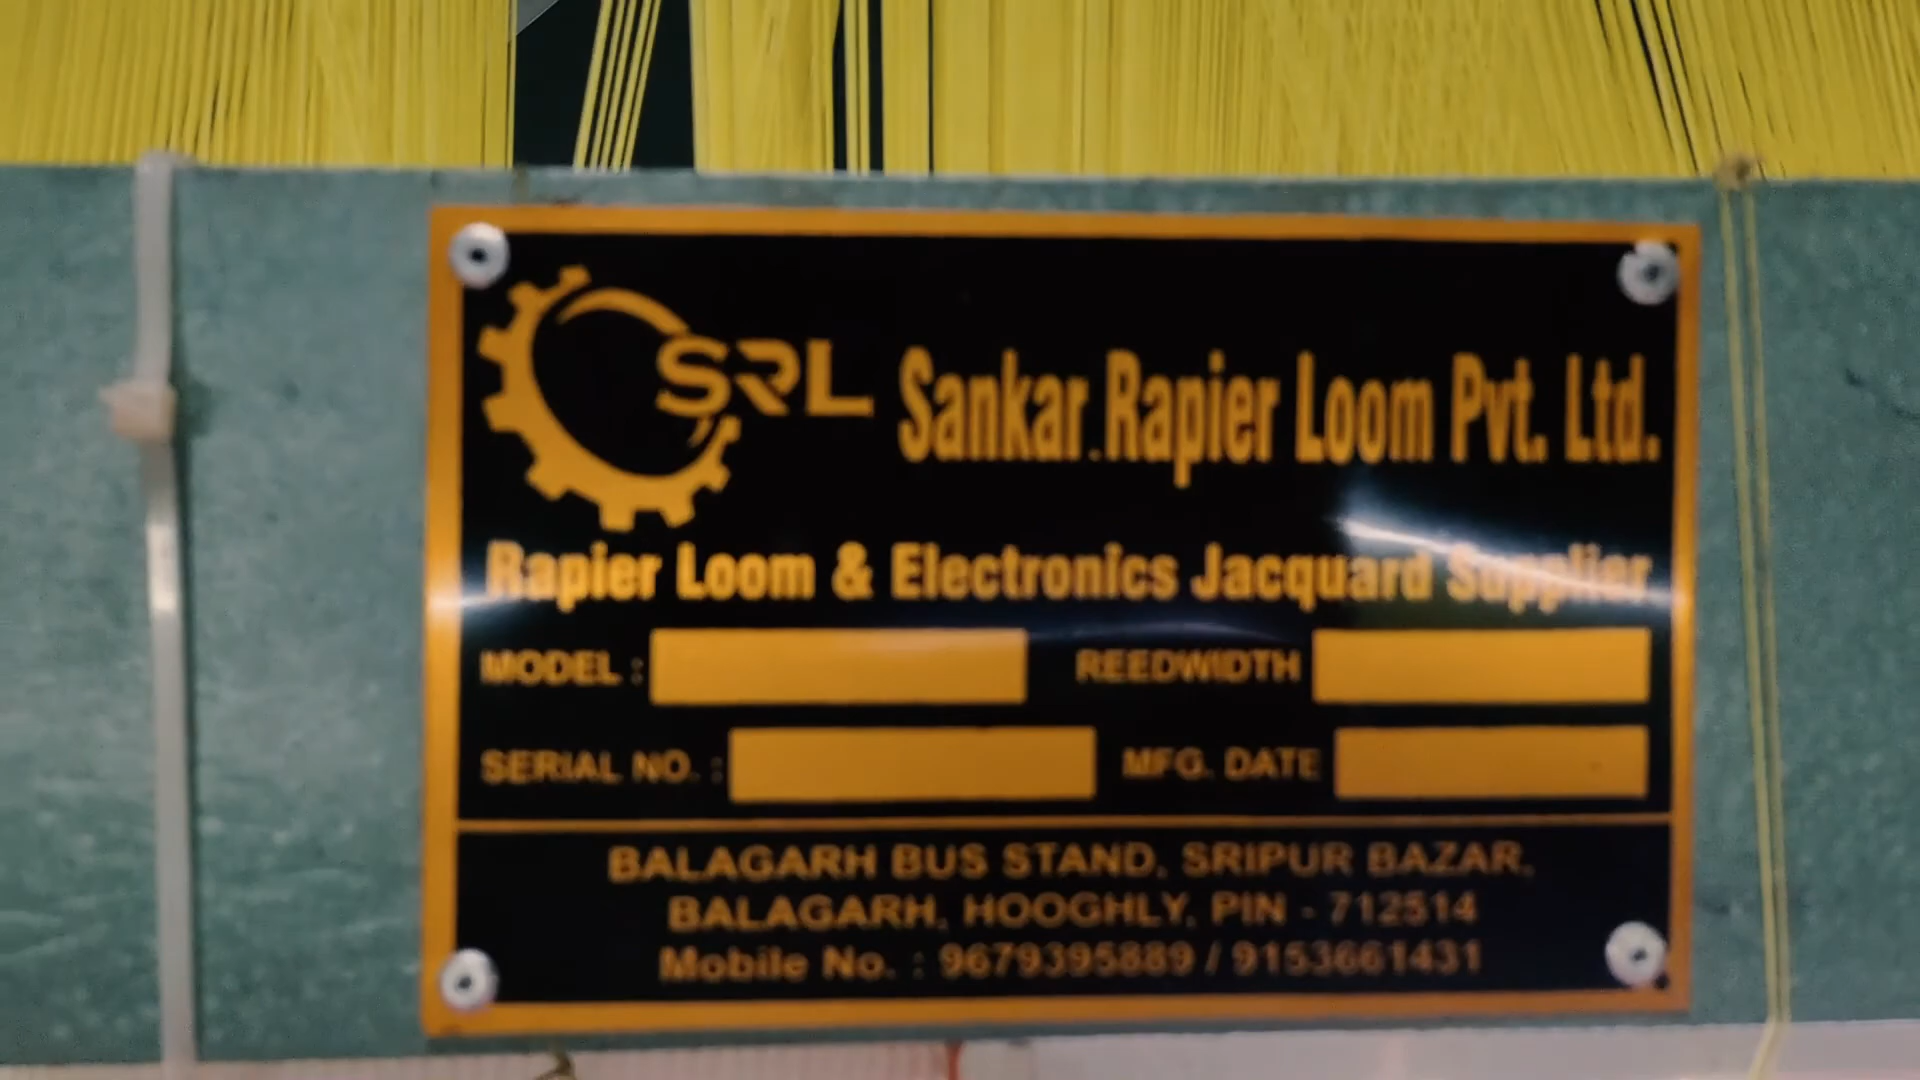 SRL Sankar Rapier Loom Pvt. Ltd.
Rapier Loom & Electronics Jacquard Supplier
MODEL : REEDWIDTH
SERIAL NO. : MFG. DATE
BALAGARH BUS STAND, SRIPUR BAZAR,
BALAGARH, HOOGHLY, PIN - 712514
Mobile No. : 9679395889 / 9153661431